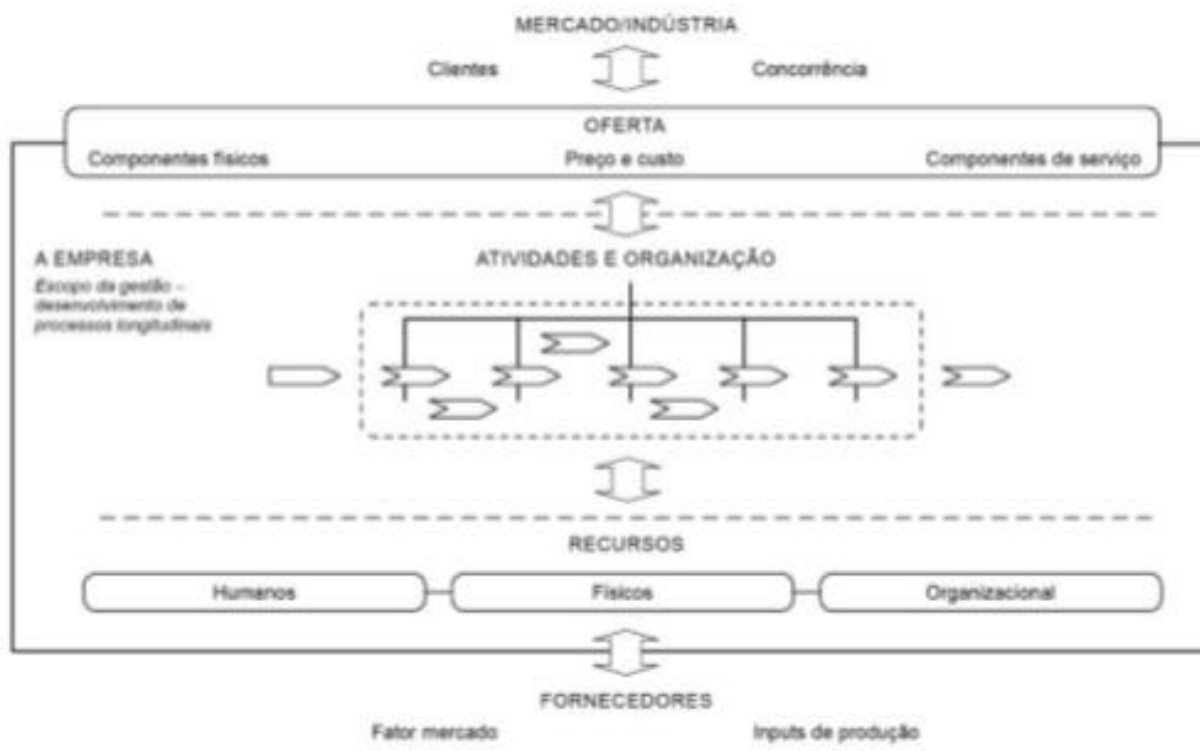 MERCADO/INDÚSTRIA
Clientes
Concorrência
OFERTA
Componentes físicos
Preço e custo
Componentes de serviço
A EMPRESA
Escopo da gestão –
desenvolvimento de
processos longitudinais
ATIVIDADES E ORGANIZAÇÃO
RECURSOS
Humanos
Físicos
Organizacional
FORNECEDORES
Fator mercado
Inputs de produção